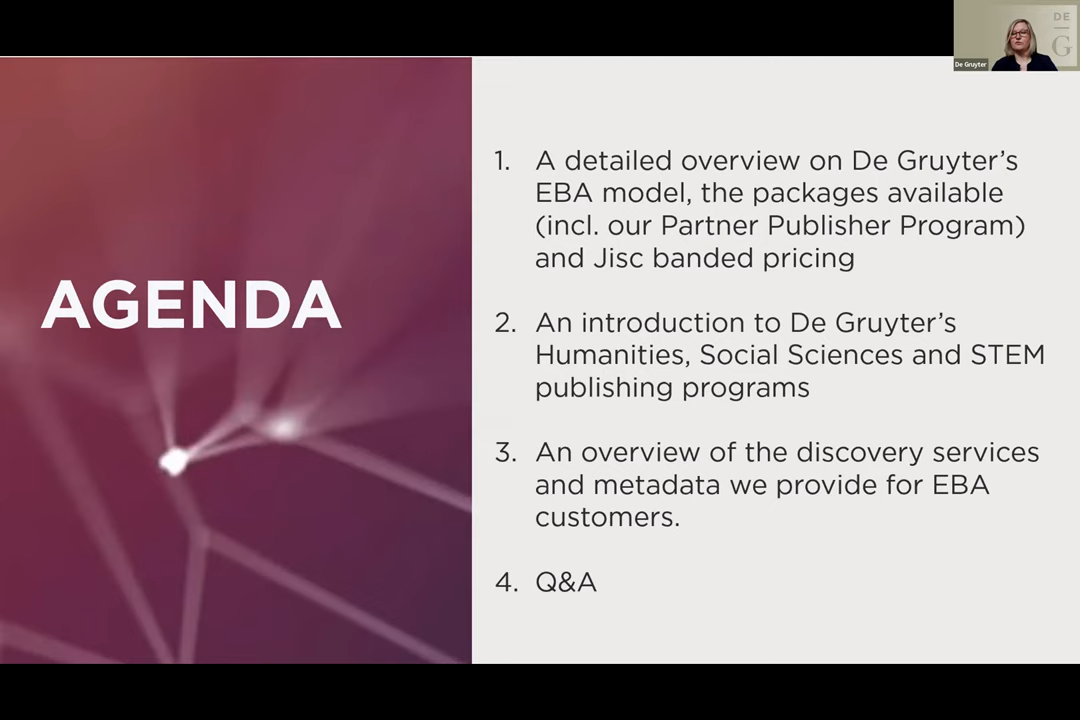 DE
G
De Gruyter
AGENDA
1. A detailed overview on De Gruyter’s
EBA model, the packages available
(incl. our Partner Publisher Program)
and Jisc banded pricing
2. An introduction to De Gruyter’s
Humanities, Social Sciences and STEM
publishing programs
3. An overview of the discovery services
and metadata we provide for EBA
customers.
4. Q&A